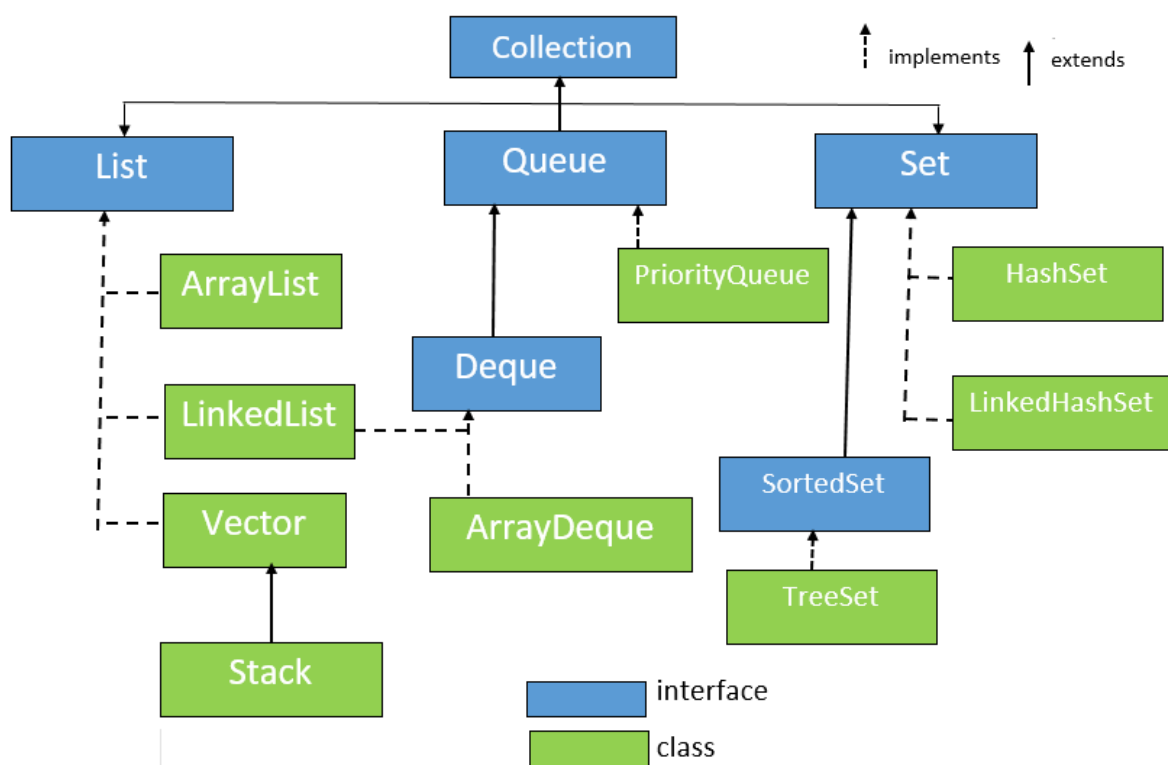 Collection
implements
extends
List
Queue
Set
ArrayList
PriorityQueue
HashSet
Deque
LinkedList
LinkedHashSet
SortedSet
Vector
ArrayDeque
TreeSet
Stack
interface
class